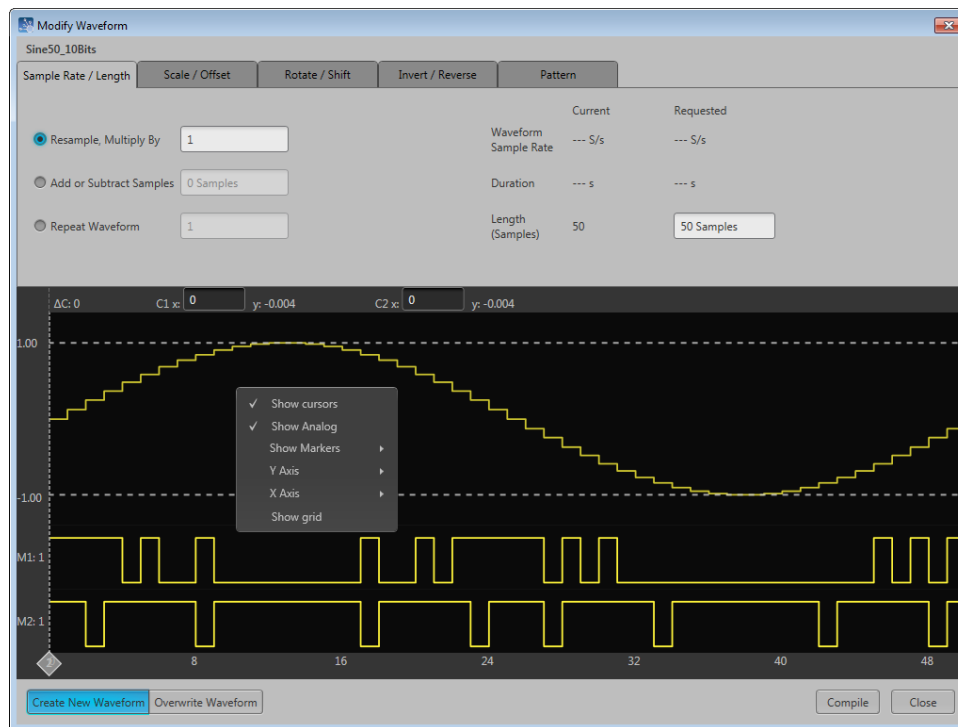 Modify Waveform
Sine50_10Bits
Sample Rate / Length Scale / Offset Rotate / Shift Invert / Reverse Pattern
Current Requested
Resample, Multiply By 1 Waveform Sample Rate --- S/s --- S/s
Add or Subtract Samples 0 Samples Duration --- s --- s
Repeat Waveform 1 Length (Samples) 50 50 Samples
ΔC: 0 C1 x: 0 y: -0.004 C2 x: 0 y: -0.004
1.00
✓ Show cursors
✓ Show Analog
Show Markers
Y Axis
X Axis
Show grid
-1.00
M1: 1
M2: 1
2 8 16 24 32 40 48
Create New Waveform Overwrite Waveform Compile Close